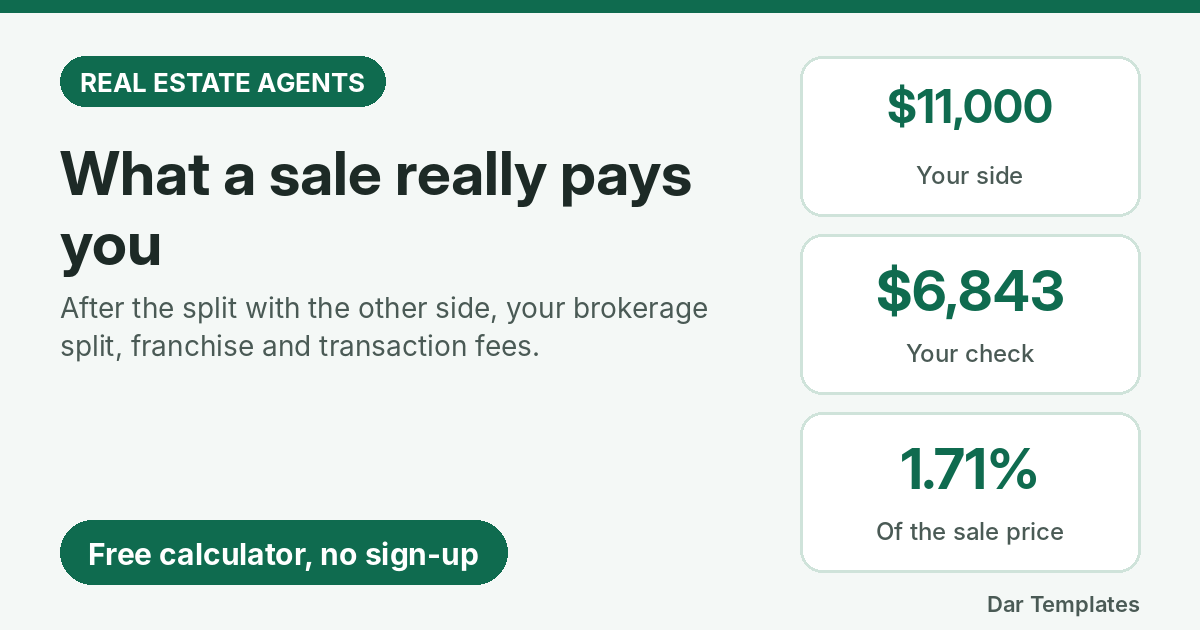 REAL ESTATE AGENTS
What a sale really pays
you
After the split with the other side, your brokerage
split, franchise and transaction fees.
Free calculator, no sign-up
$11,000
Your side
$6,843
Your check
1.71%
Of the sale price
Dar Templates